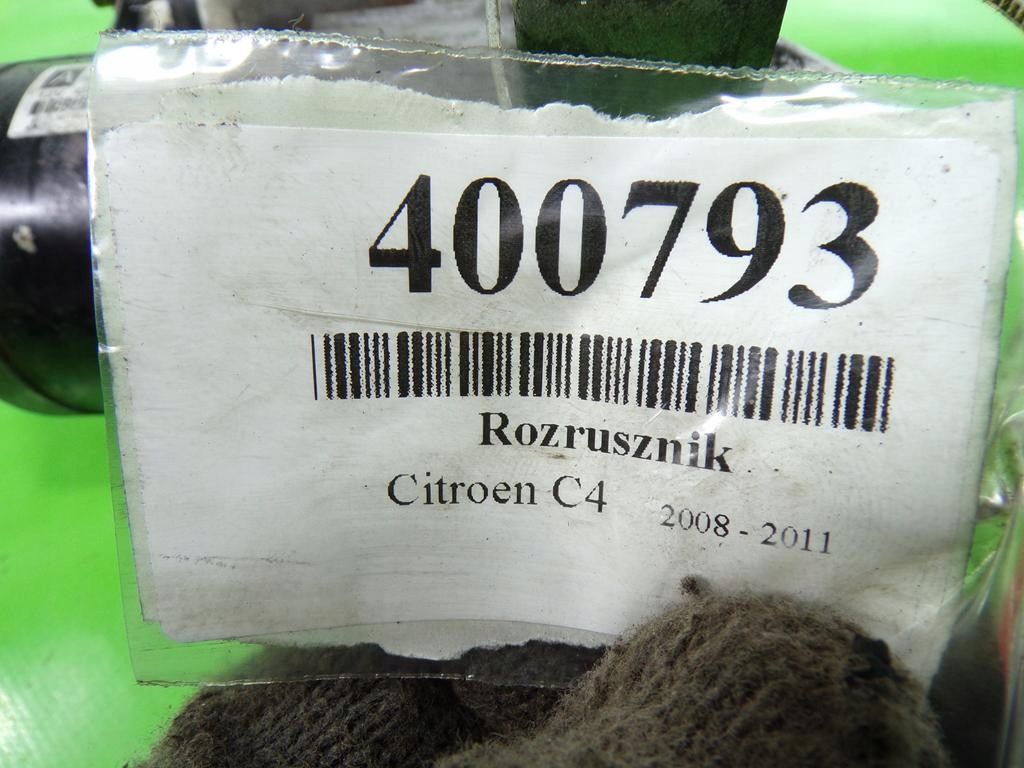 400793
Rozrusznik
Citroen C4 2008 - 2011